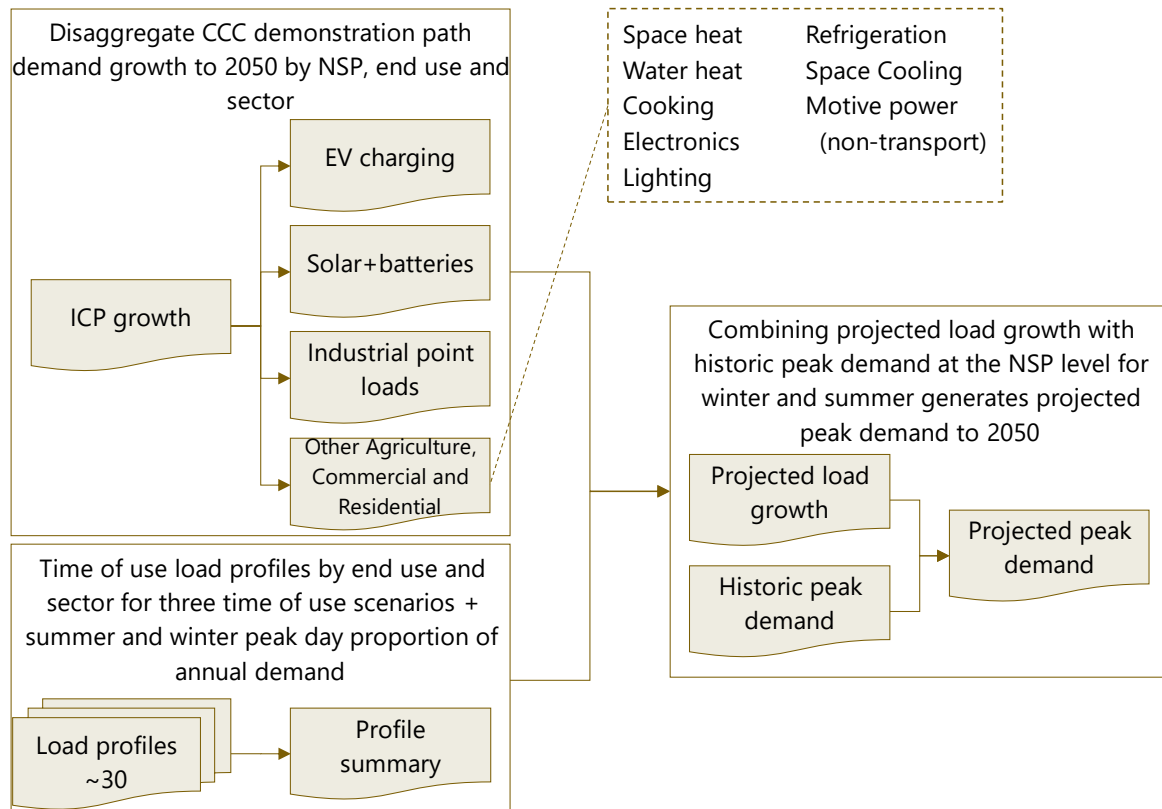 Disaggregate CCC demonstration path
demand growth to 2050 by NSP, end use and
sector
ICP growth
EV charging
Solar+batteries
Industrial point
loads
Other Agriculture,
Commercial and
Residential
Space heat
Water heat
Cooking
Electronics
Lighting
Refrigeration
Space Cooling
Motive power
(non-transport)
Time of use load profiles by end use and
sector for three time of use scenarios +
summer and winter peak day proportion of
annual demand
Load profiles
~30
Profile
summary
Combining projected load growth with
historic peak demand at the NSP level for
winter and summer generates projected
peak demand to 2050
Projected load
growth
Historic peak
demand
Projected peak
demand